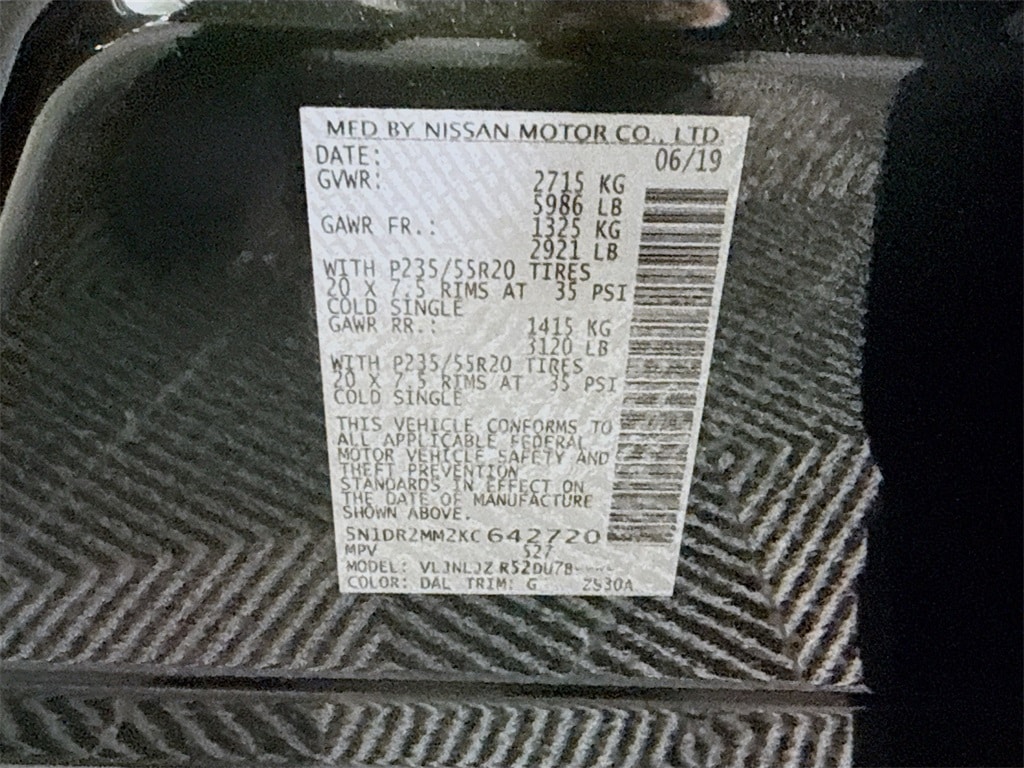 MFD BY NISSAN MOTOR CO., LTD.
DATE: 06/19
GVWR: 2715 KG
5986 LB
GAWR FR.: 1325 KG
2921 LB
WITH P235/55R20 TIRES
20 X 7.5 RIMS AT 35 PSI
COLD SINGLE
GAWR RR.: 1415 KG
3120 LB
WITH P235/55R20 TIRES
20 X 7.5 RIMS AT 35 PSI
COLD SINGLE
THIS VEHICLE CONFORMS TO
ALL APPLICABLE FEDERAL
MOTOR VEHICLE SAFETY AND
THEFT PREVENTION
STANDARDS IN EFFECT ON
THE DATE OF MANUFACTURE
SHOWN ABOVE.
5N1DR2MM2KC642720
MPV 527
MODEL:
COLOR: DAL TRIM: G